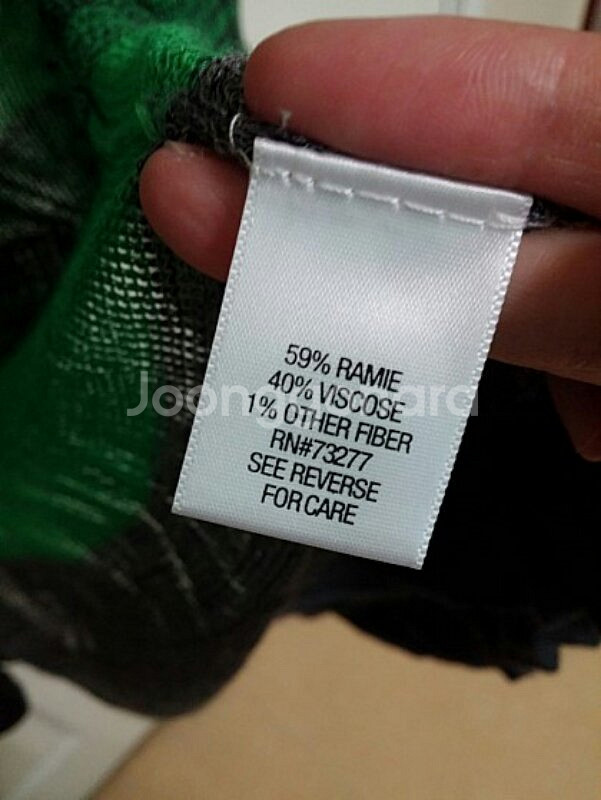 59% RAMIE
40% VISCOSE
1% OTHER FIBER
RN#73277
SEE REVERSE
FOR CARE